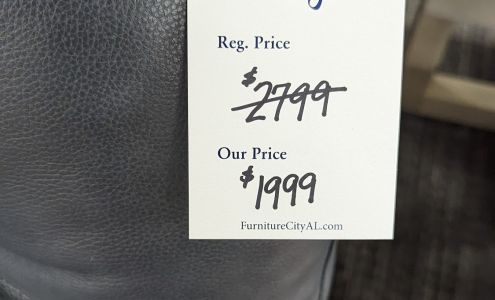 Reg. Price
$2799
Our Price
$1999
FurnitureCityAL.com